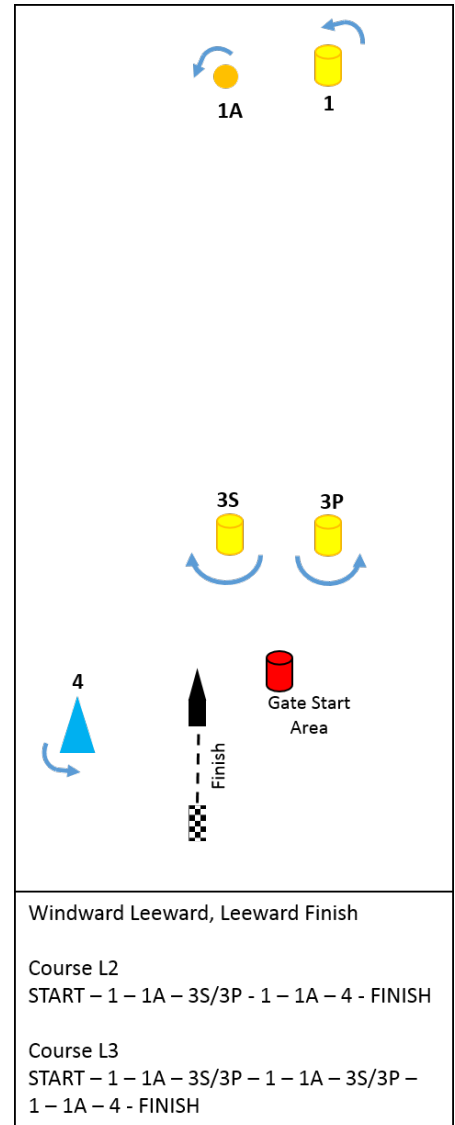 1A
1
3S
3P
4
Gate Start
Area
Finish
Windward Leeward, Leeward Finish
Course L2
START – 1 – 1A – 3S/3P - 1 – 1A – 4 - FINISH
Course L3
START – 1 – 1A – 3S/3P – 1 – 1A – 3S/3P –
1 – 1A – 4 - FINISH